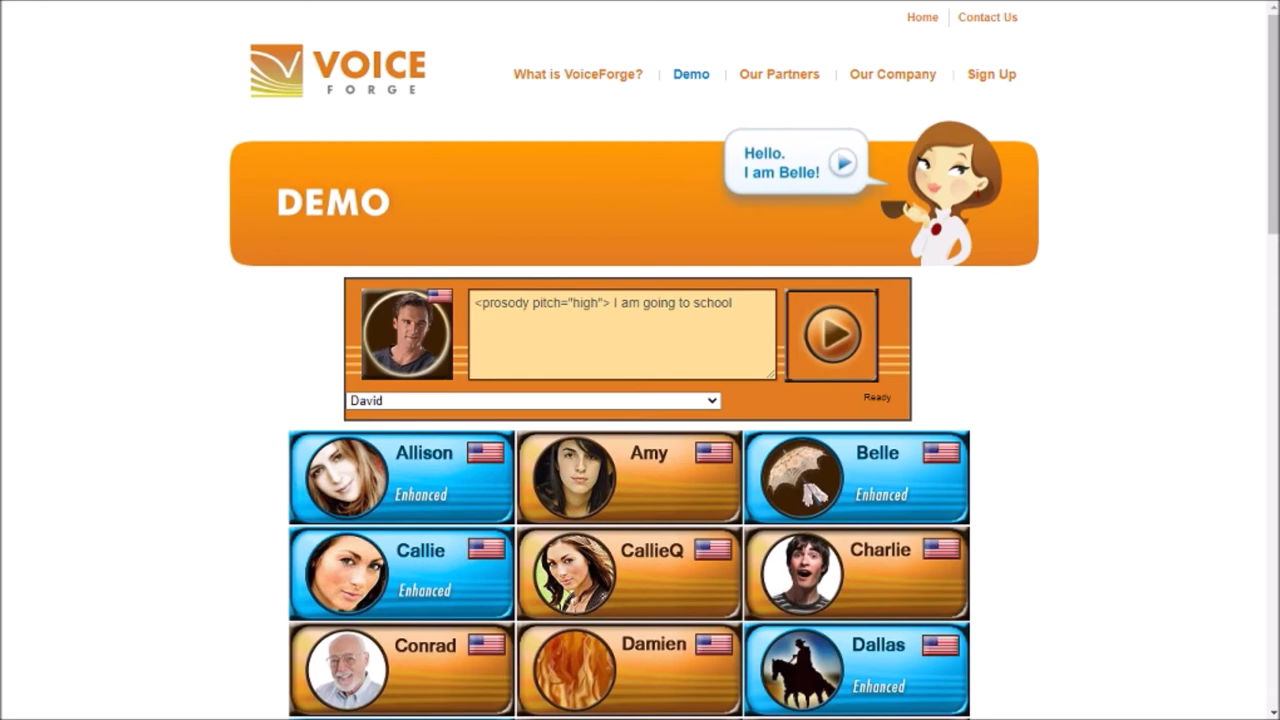 Home
Contact Us
VOICE
FORGE
What is VoiceForge?
Demo
Our Partners
Our Company
Sign Up
Hello.
I am Belle!
DEMO
<prosody pitch="high"> I am going to school
David
Ready
Allison
Enhanced
Amy
Belle
Enhanced
Callie
Enhanced
CallieQ
Charlie
Conrad
Damien
Dallas
Enhanced